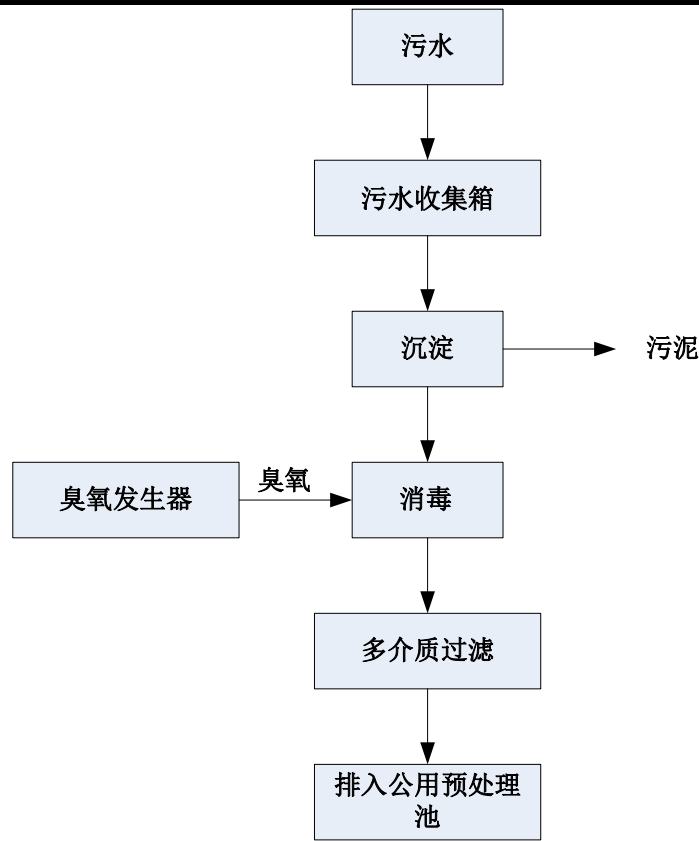 污水
污水收集箱
沉淀
污泥
臭氧发生器
臭氧
消毒
多介质过滤
排入公用预处理
池